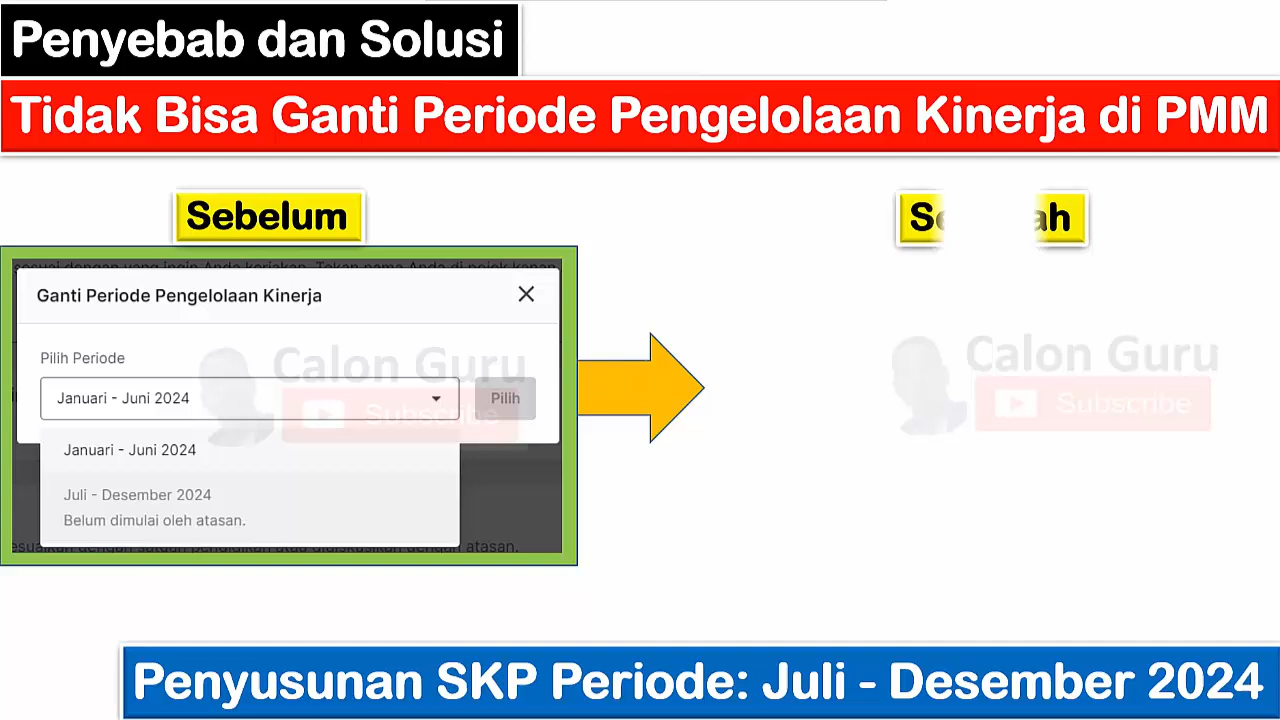 Penyebab dan Solusi
Tidak Bisa Ganti Periode Pengelolaan Kinerja di PMM
Sebelum
Ganti Periode Pengelolaan Kinerja
Pilih Periode
Januari - Juni 2024
Pilih
Januari - Juni 2024
Juli - Desember 2024
Belum dimulai oleh atasan.
atasan.
Calon Guru
Subscribe
Calon Guru
Subscribe
Penyusunan SKP Periode: Juli - Desember 2024